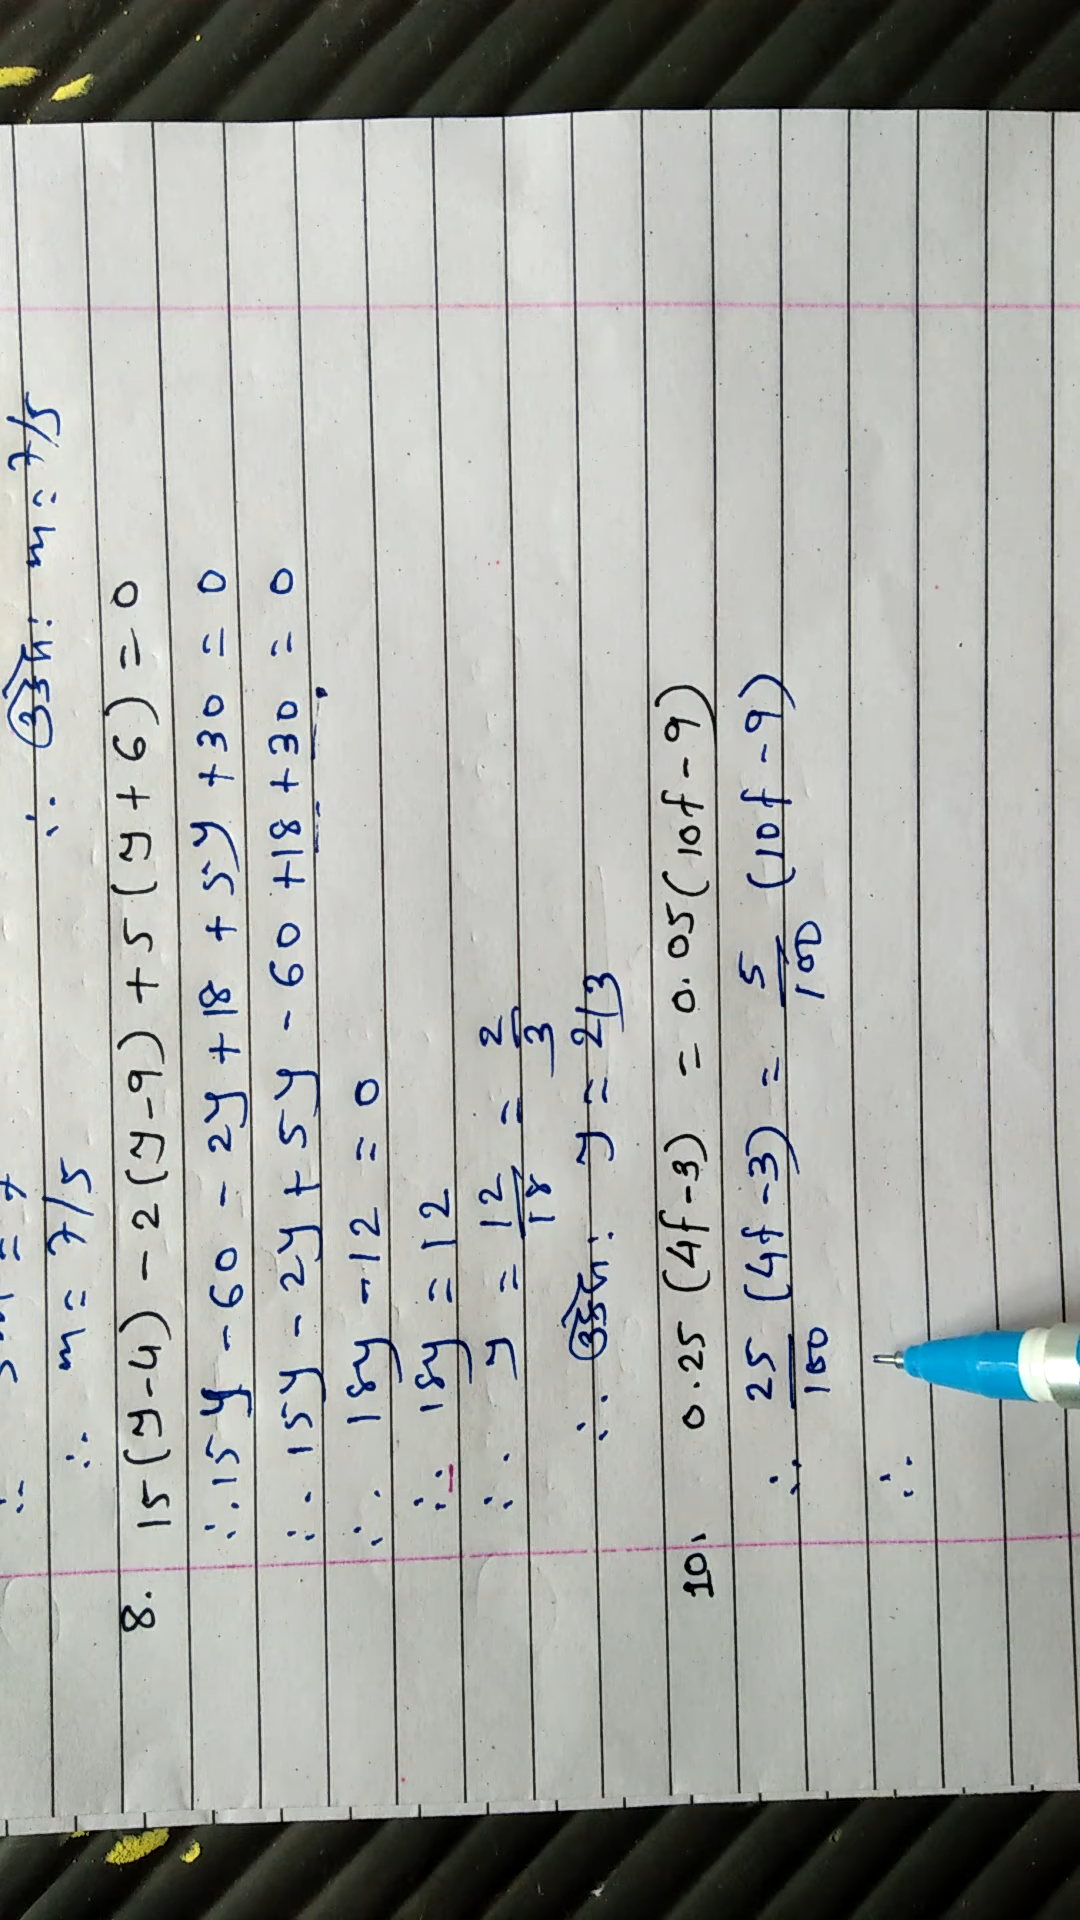 ∴ m = 7/5 ∴ उत्तर: m = 7/5
8. 15(y-4) - 2(y-9) + 5(y+6) = 0
∴ 15y - 60 - 2y + 18 + 5y + 30 = 0
∴ 15y - 2y + 5y - 60 + 18 + 30 = 0
∴ 18y - 12 = 0
∴ 18y = 12
∴ y = 12/18 = 2/3
∴ उत्तर: y = 2/3
10. 0.25 (4f-3) = 0.05(10f-9)
∴ 25/100 (4f-3) = 5/100 (10f-9)
∴